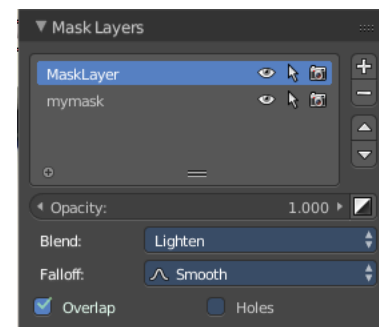 Mask Layers
MaskLayer
mymask
Opacity: 1.000
Blend: Lighten
Falloff: Smooth
Overlap Holes